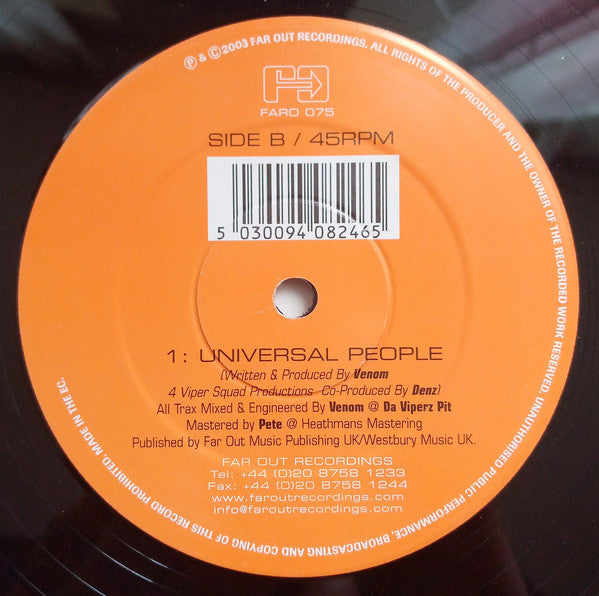 ℗ & ©2003 FAR OUT RECORDINGS. ALL RIGHTS OF THE PRODUCER AND THE OWNER OF THE RECORDED WORK RESERVED. UNAUTHORISED PUBLIC PERFORMANCE, BROADCASTING AND COPYING OF THIS RECORD PROHIBITED. MADE IN THE EC.
FARO 075
SIDE B / 45RPM
5 030094 082465
1: UNIVERSAL PEOPLE
(Written & Produced By Venom
4 Viper Squad Productions Co-Produced By Denz)
All Trax Mixed & Engineered By Venom @ Da Viperz Pit
Mastered by Pete @ Heathmans Mastering
Published by Far Out Music Publishing UK/Westbury Music UK.
FAR OUT RECORDINGS
Tel: +44 (0)20 8758 1233
Fax: +44 (0)20 8758 1244
www.faroutrecordings.com
info@faroutrecordings.com